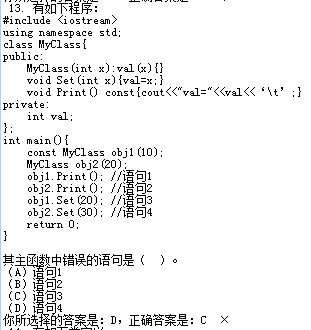 13. 有如下程序:
#include <iostream>
using namespace std;
class MyClass{
public:
    MyClass(int x):val(x){}
    void Set(int x){val=x;}
    void Print() const{cout<<"val="<<val<<‘\t’;}
private:
    int val;
};
int main(){
    const MyClass obj1(10);
    MyClass obj2(20);
    obj1.Print(); //语句1
    obj2.Print(); //语句2
    obj1.Set(20); //语句3
    obj2.Set(30); //语句4
    return 0;
}
其主函数中错误的语句是（ ）。
(A) 语句1
(B) 语句2
(C) 语句3
(D) 语句4
你所选择的答案是: D，正确答案是: C ×